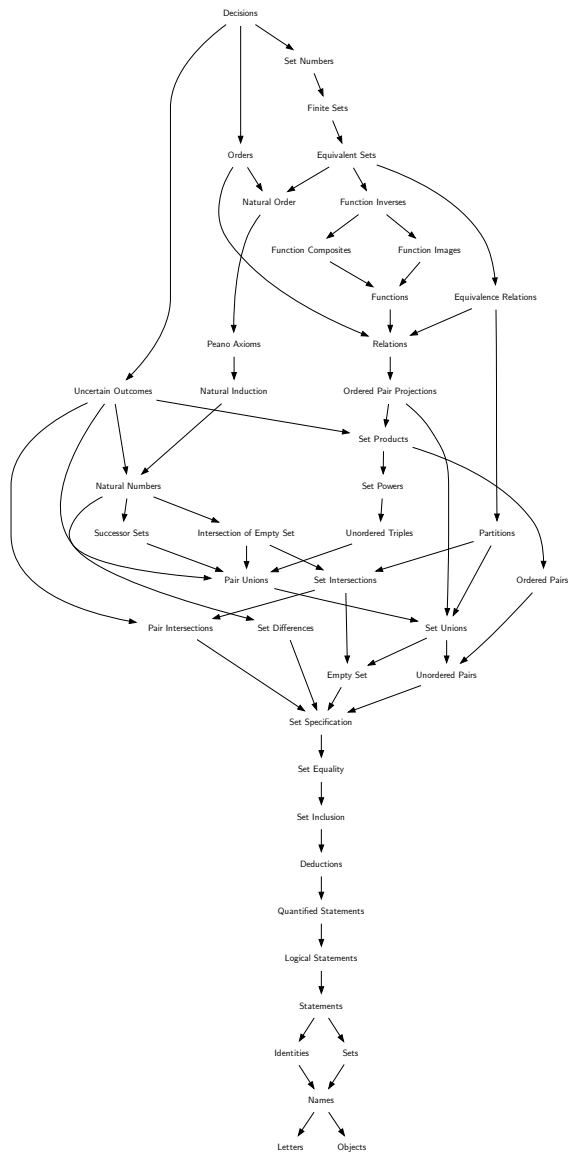 Decisions
Set Numbers
Finite Sets
Orders
Equivalent Sets
Natural Order
Function Inverses
Function Composites
Function Images
Functions
Equivalence Relations
Peano Axioms
Relations
Uncertain Outcomes
Natural Induction
Ordered Pair Projections
Set Products
Natural Numbers
Set Powers
Successor Sets
Intersection of Empty Set
Unordered Triples
Partitions
Pair Unions
Set Intersections
Ordered Pairs
Pair Intersections
Set Differences
Set Unions
Empty Set
Unordered Pairs
Set Specification
Set Equality
Set Inclusion
Deductions
Quantified Statements
Logical Statements
Statements
Identities
Sets
Names
Letters
Objects